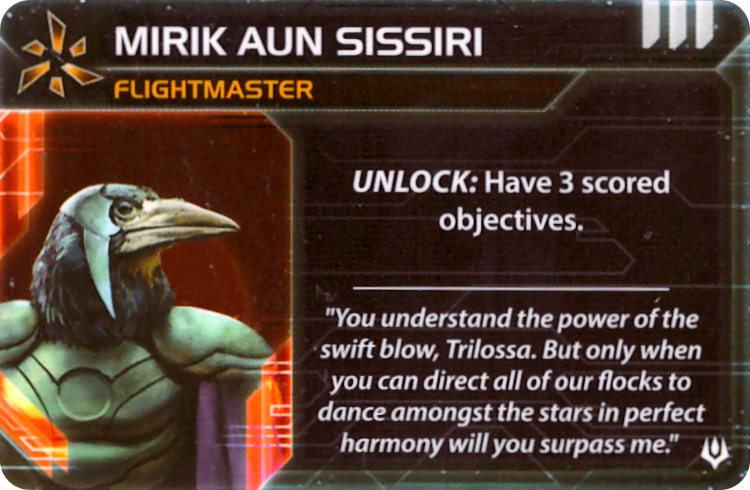 MIRIK AUN SISSIRI
FLIGHTMASTER
UNLOCK: Have 3 scored
objectives.
"You understand the power of the
swift blow, Trilossa. But only when
you can direct all of our flocks to
dance amongst the stars in perfect
harmony will you surpass me."